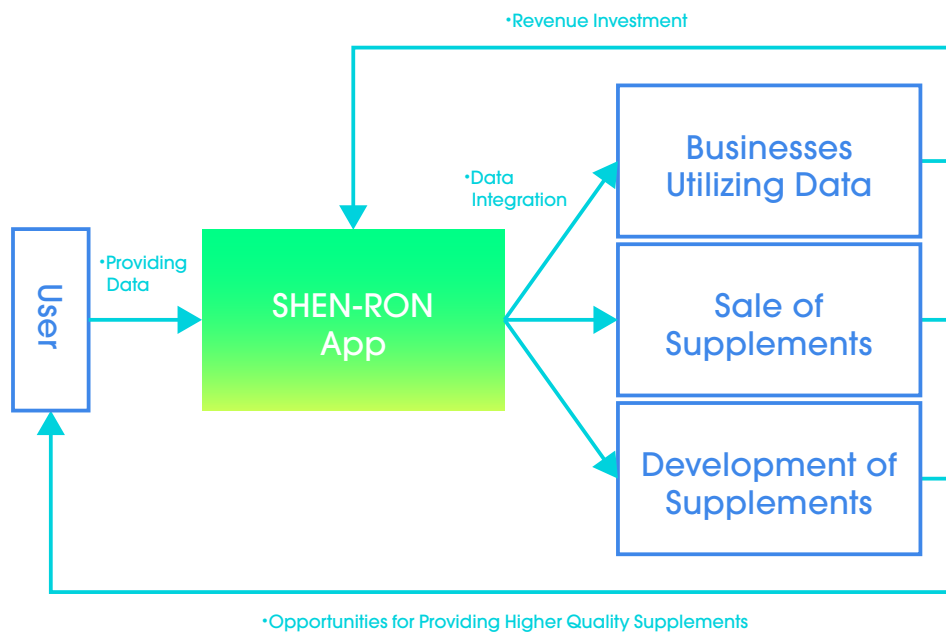 ·Revenue Investment
Businesses
Utilizing Data
·Data
Integration
·Providing
Data
User
SHEN-RON
App
Sale of
Supplements
Development of
Supplements
·Opportunities for Providing Higher Quality Supplements